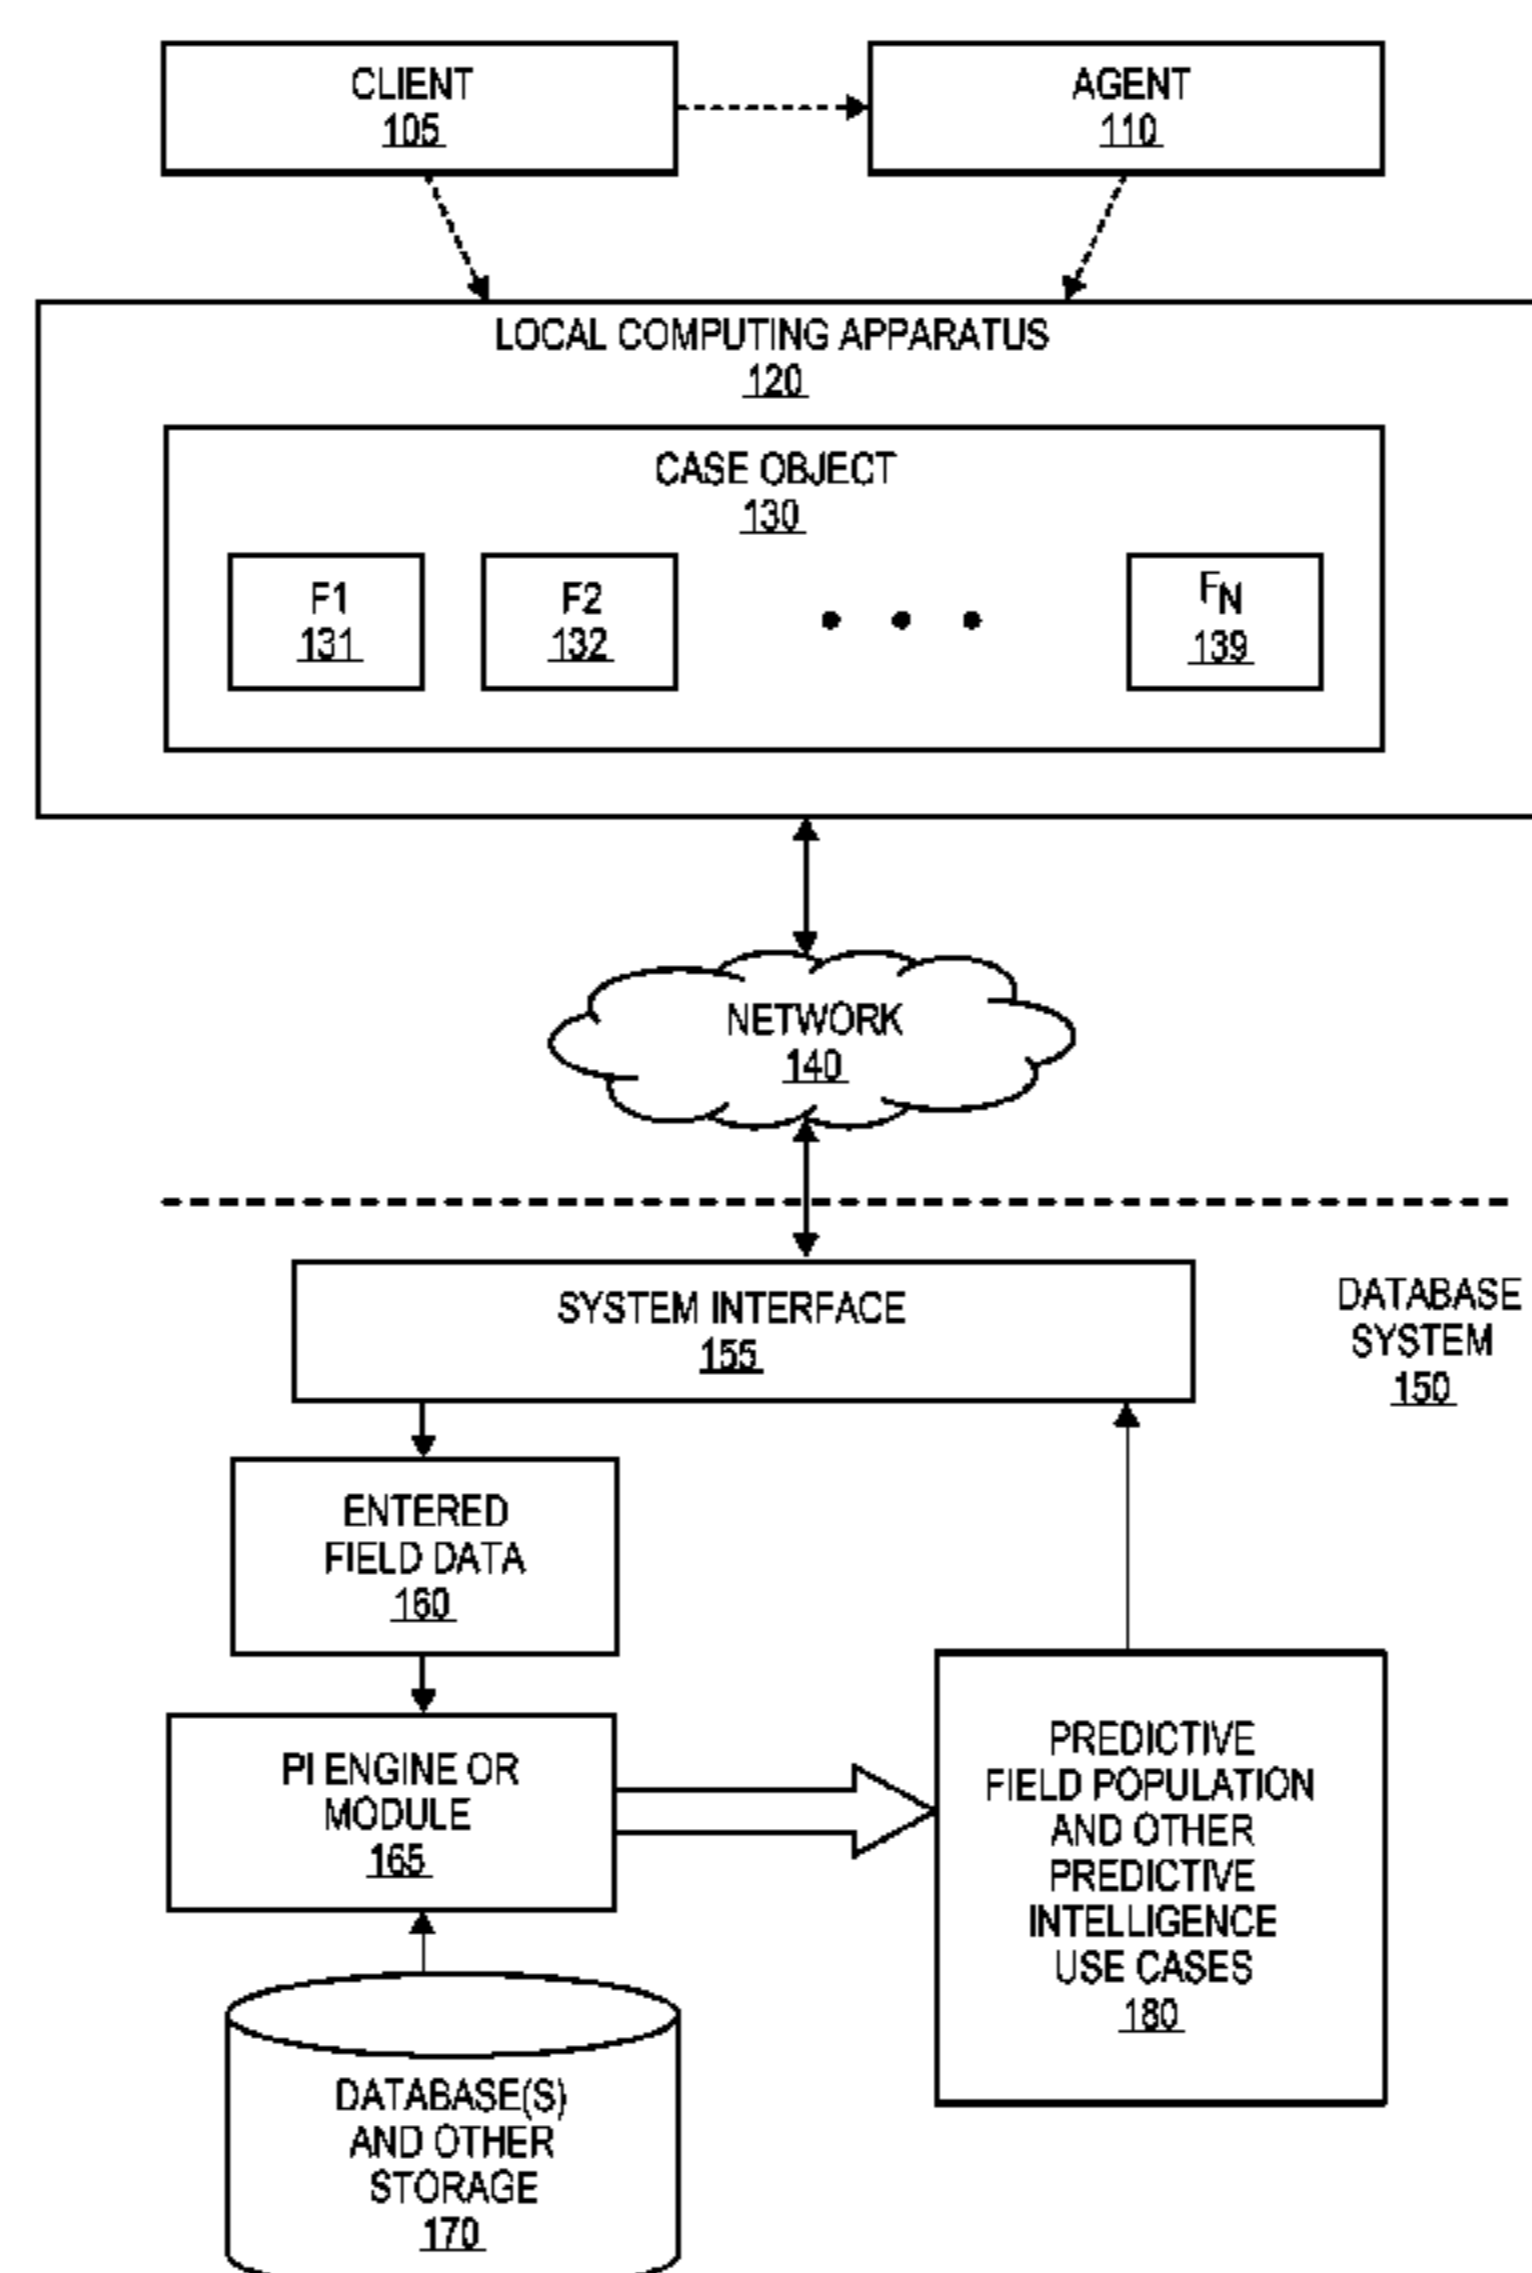 CLIENT
105
AGENT
110
LOCAL COMPUTING APPARATUS
120
CASE OBJECT
130
F1
131
F2
132
FN
139
NETWORK
140
SYSTEM INTERFACE
155
DATABASE
SYSTEM
150
ENTERED
FIELD DATA
160
PI ENGINE OR
MODULE
165
PREDICTIVE
FIELD POPULATION
AND OTHER
PREDICTIVE
INTELLIGENCE
USE CASES
180
DATABASE(S)
AND OTHER
STORAGE
170